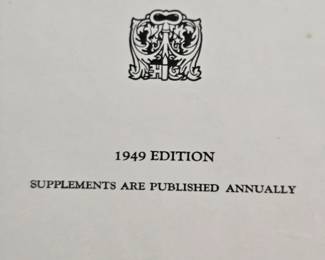 1949 EDITION
SUPPLEMENTS ARE PUBLISHED ANNUALLY